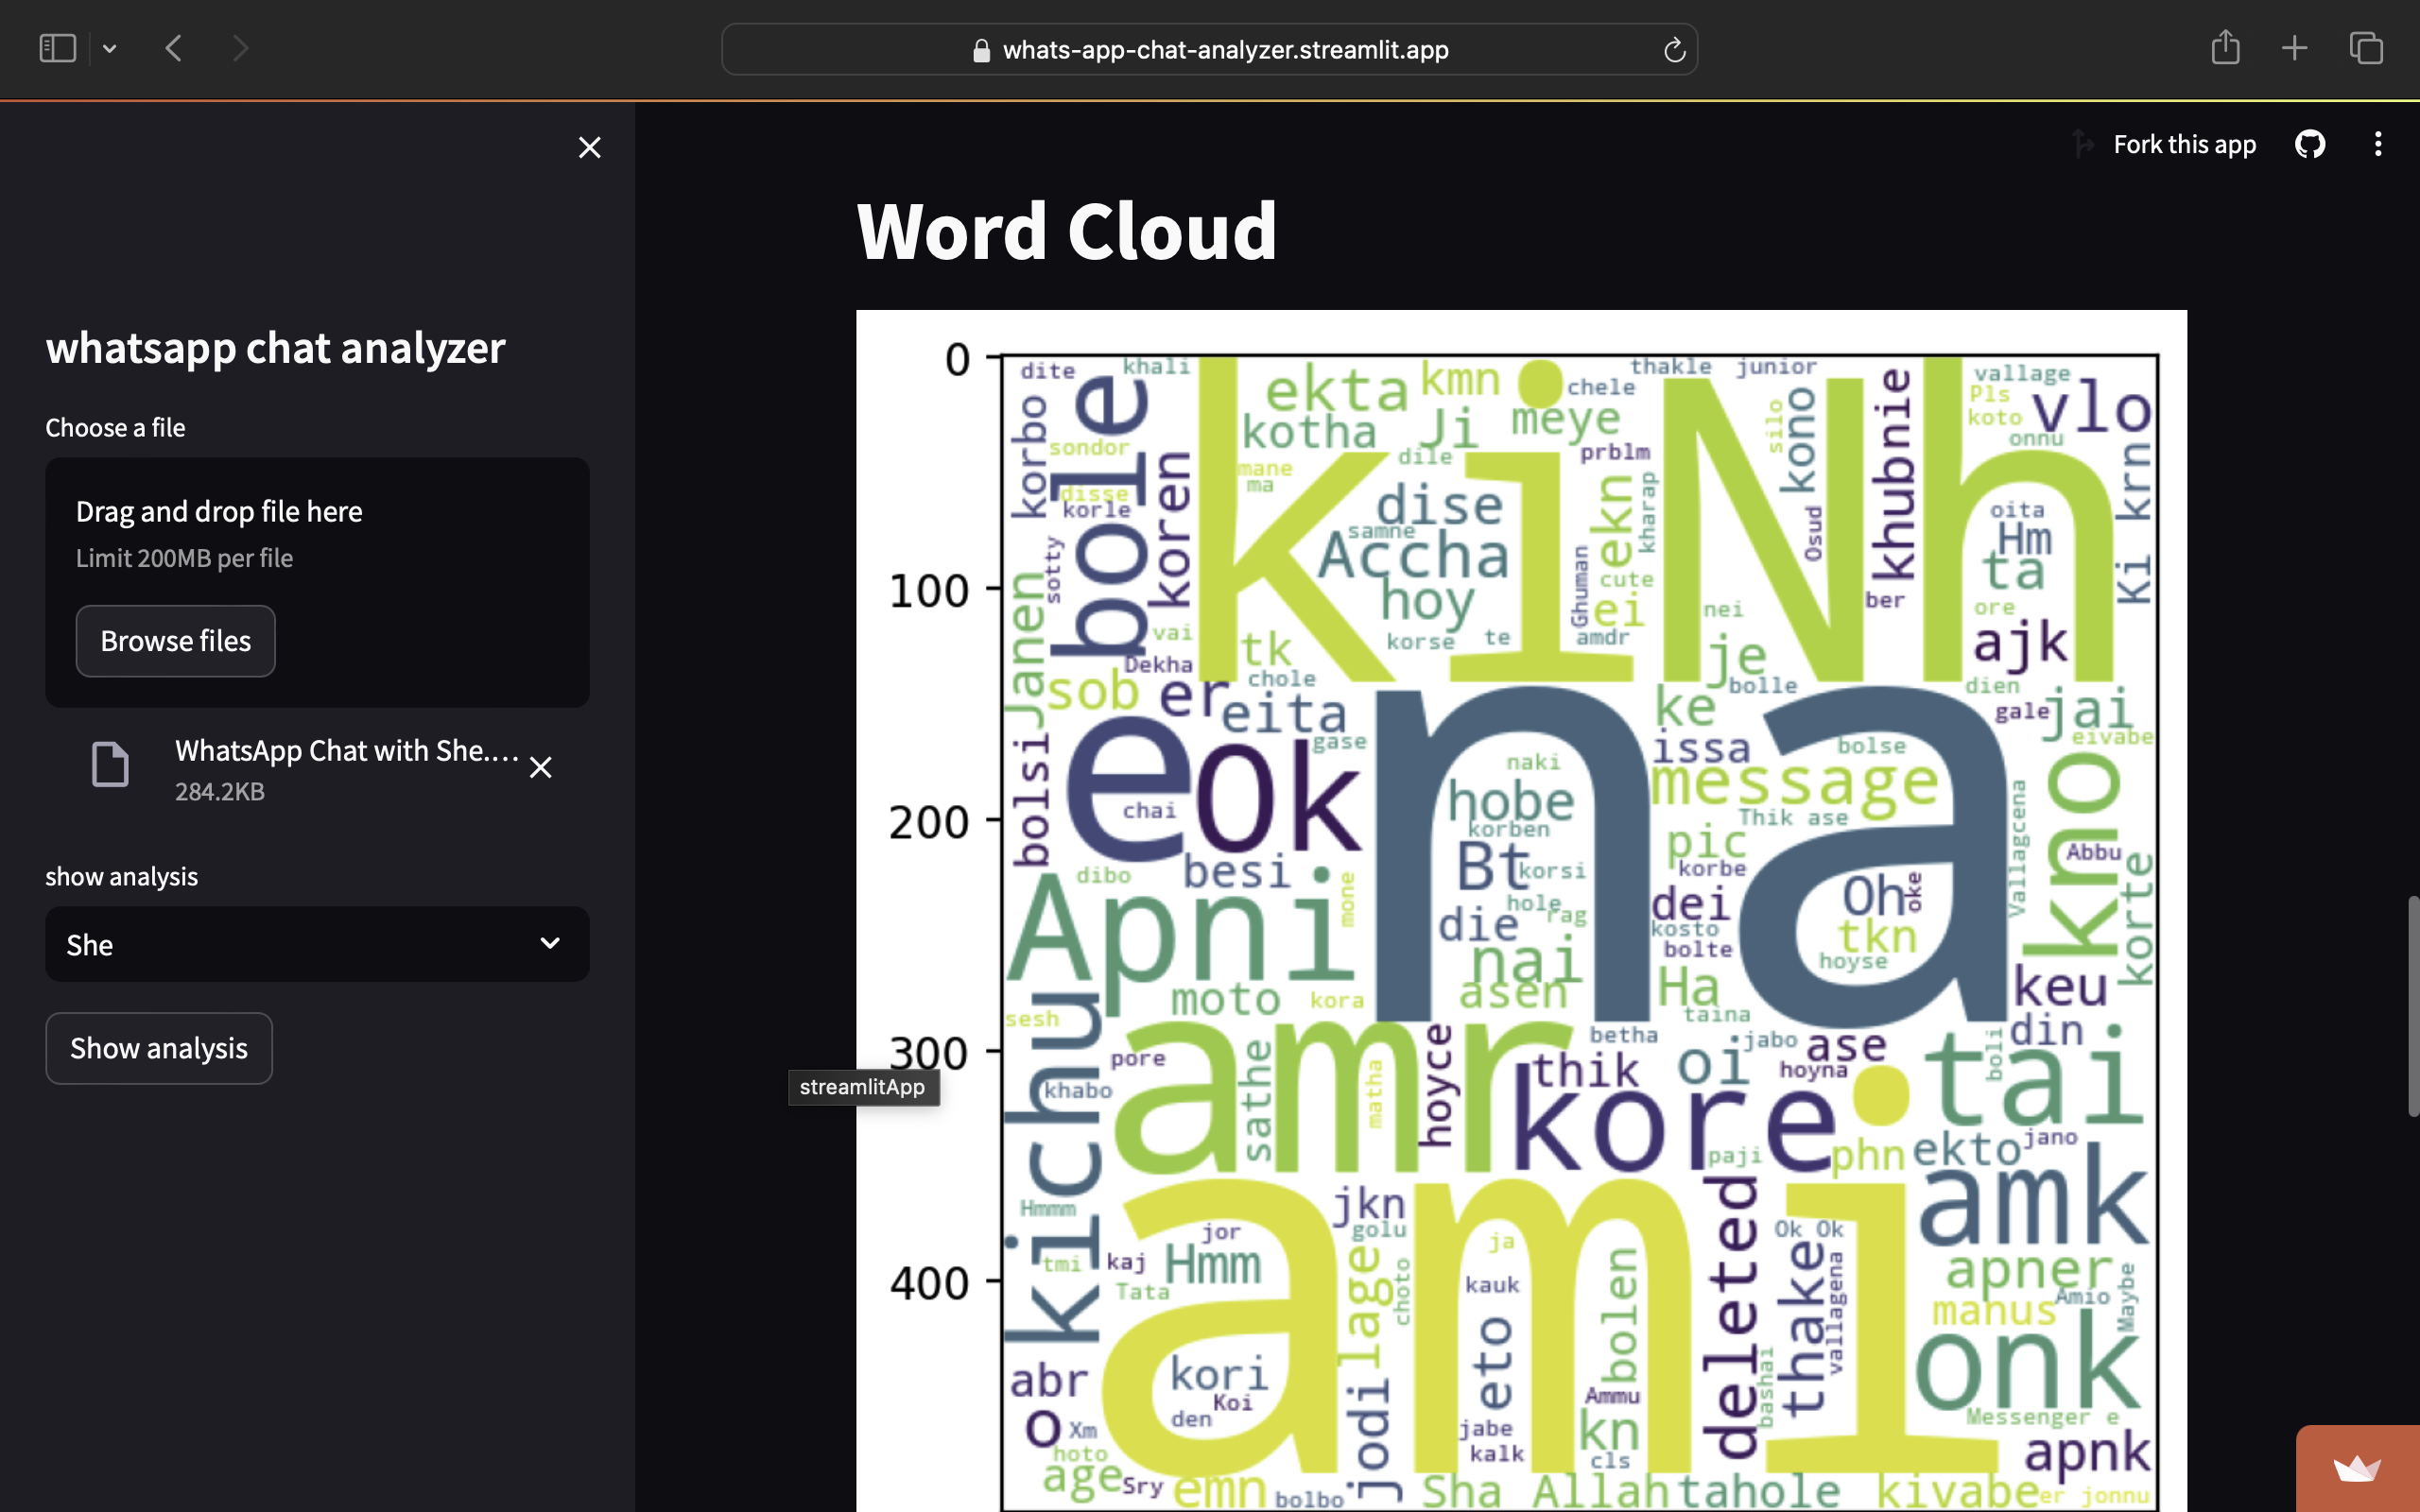 whats-app-chat-analyzer.streamlit.app
Fork this app
whatsapp chat analyzer
Choose a file
Drag and drop file here
Limit 200MB per file
Browse files
WhatsApp Chat with She....
284.2KB
show analysis
She
Show analysis
streamlitApp
Word Cloud
0
100
200
300
400
dite
khali
ekta
kmn
thakle
junior
chele
vallage
Pls
koto
vlo
onnu
korbo
bole
sondor
kotha
Ji
meye
silo
kono
khubnie
ki
Nh
disse
korle
koren
mane
ma
dile
prblm
dise
samne
Accha
ekn
kharap
Osud
oita
Hm
ta
Ki krn
sotty
hoy
Ghuman
cute
ei
nei
ber
ore
Janen
vai
tk
korse
te
amdr
je
ajk
Dekha
chole
sob
er
eita
ke
bolle
dien
gale
jai
eivabe
bolsi
e
Ok
gase
na
naki
issa
bolse
message
chai
hobe
korben
Thik ase
Vallagcena
kno
besi
Bt
korsi
pic
korbe
Abbu
korte
dibo
Apni
mone
hole
rag
die
dei
kosto
bolte
Oh
oke
tkn
hoyse
nai
asen
Ha
taina
keu
moto
kora
sesh
kichu
din
betha
pore
amr
sathe
matha
hoyce
thik
oi
jabo
ase
hoyna
boli
tai
khabo
kore
paji
phn
ekto
jano
amk
Hmmm
jor
jkn
golu
ja
deleted
Ok Ok
tmi
kaj
Hmm
Tata
lage
choto
kauk
bolen
thake
vallagena
apner
Amio
Maybe
manus
ami
onk
abr
kori
Koi
den
eto
Ammu
bashai
Messenger e
o
Xm
hoto
jodi
jabe
kalk
kn
cls
apnk
age
Sry
emn
bolbo
Sha Allah
tahole
kivabe
er jonnu